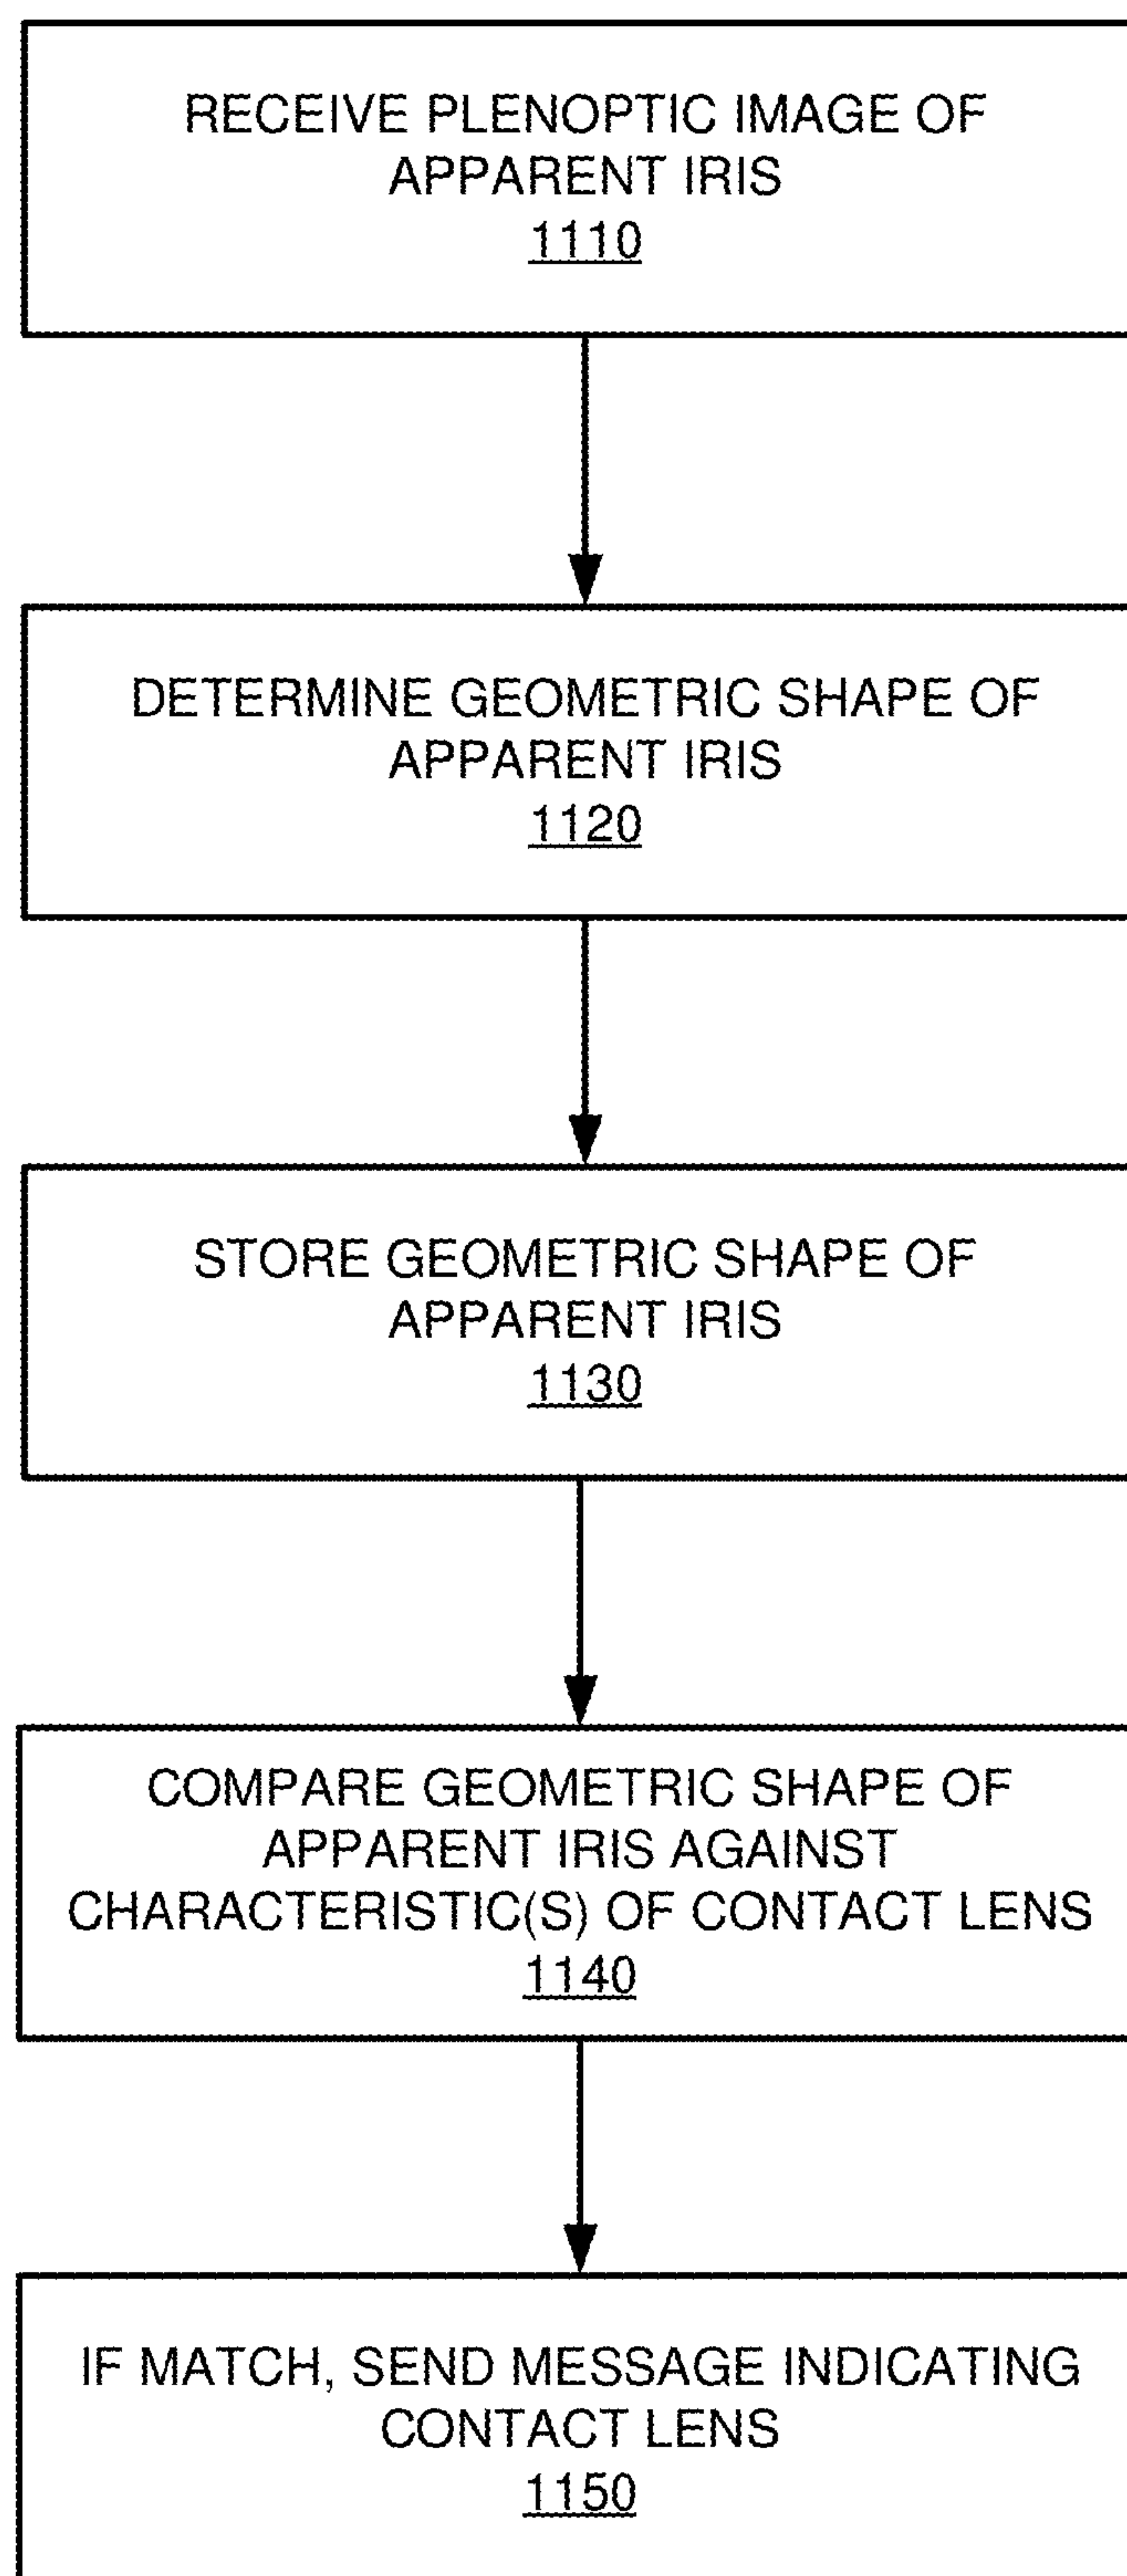 RECEIVE PLENOPTIC IMAGE OF
APPARENT IRIS
1110
DETERMINE GEOMETRIC SHAPE OF
APPARENT IRIS
1120
STORE GEOMETRIC SHAPE OF
APPARENT IRIS
1130
COMPARE GEOMETRIC SHAPE OF
APPARENT IRIS AGAINST
CHARACTERISTIC(S) OF CONTACT LENS
1140
IF MATCH, SEND MESSAGE INDICATING
CONTACT LENS
1150